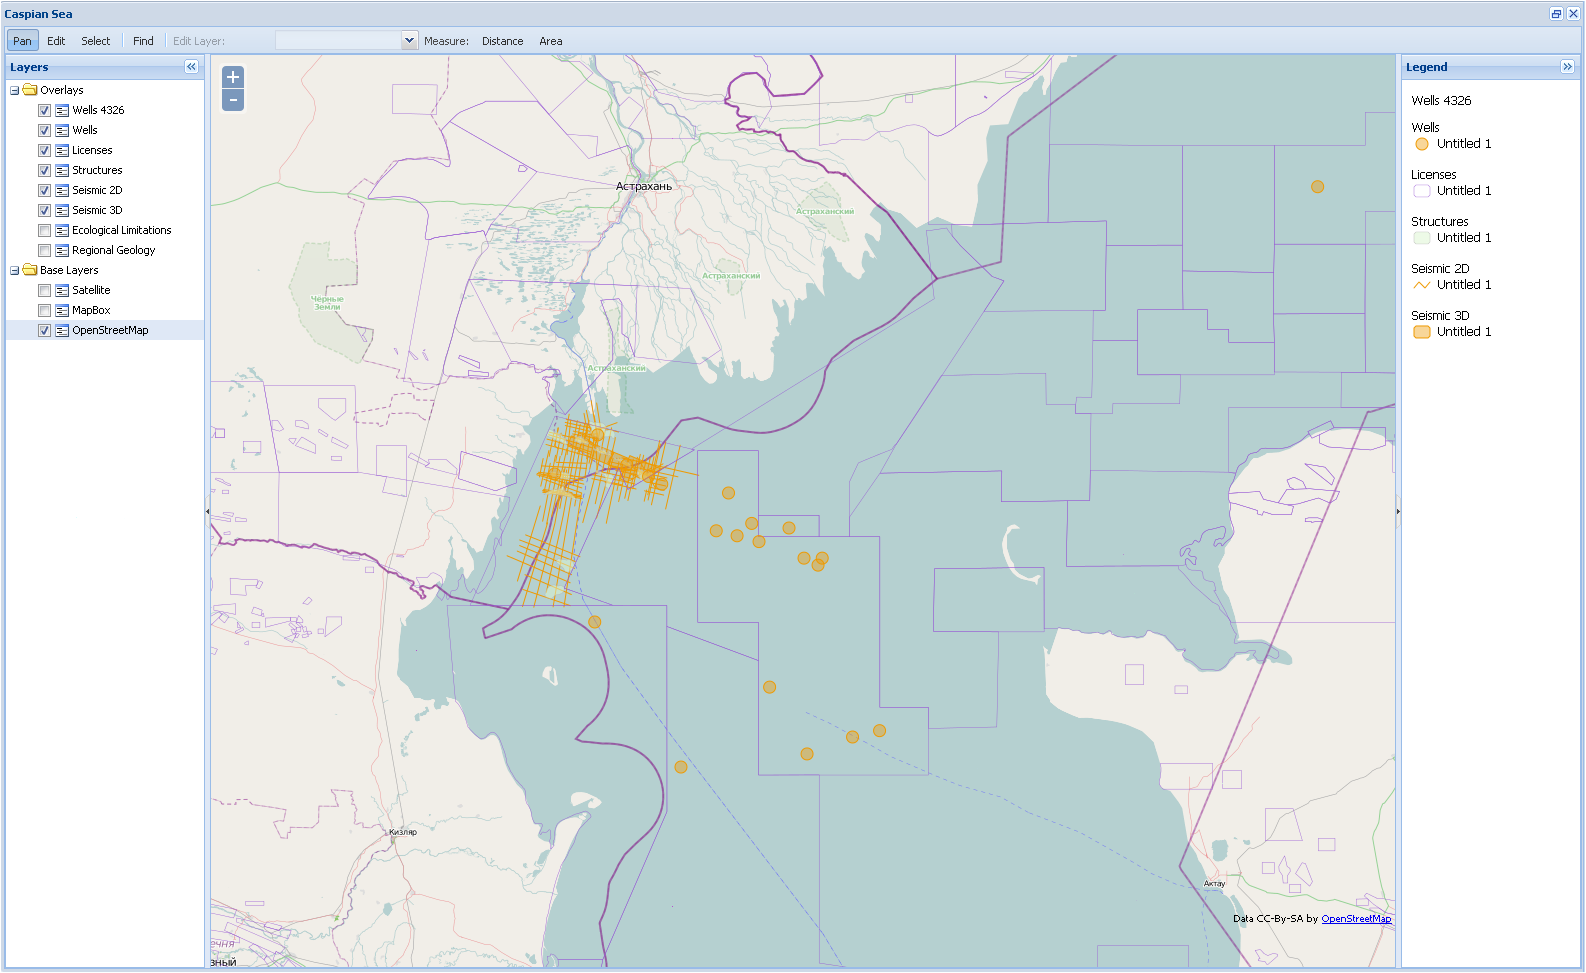 Caspian Sea
Pan Edit Select Find Edit Layer: Measure: Distance Area
Layers
Overlays
Wells 4326
Wells
Licenses
Structures
Seismic 2D
Seismic 3D
Ecological Limitations
Regional Geology
Base Layers
Satellite
MapBox
OpenStreetMap
+
-
Астрахань
Астраханский
Астраханский
Чёрные
Земли
Астраханский
Кизляр
Актау
Data CC-By-SA by OpenStreetMap
ечня
зный
Legend
Wells 4326
Wells
Untitled 1
Licenses
Untitled 1
Structures
Untitled 1
Seismic 2D
Untitled 1
Seismic 3D
Untitled 1